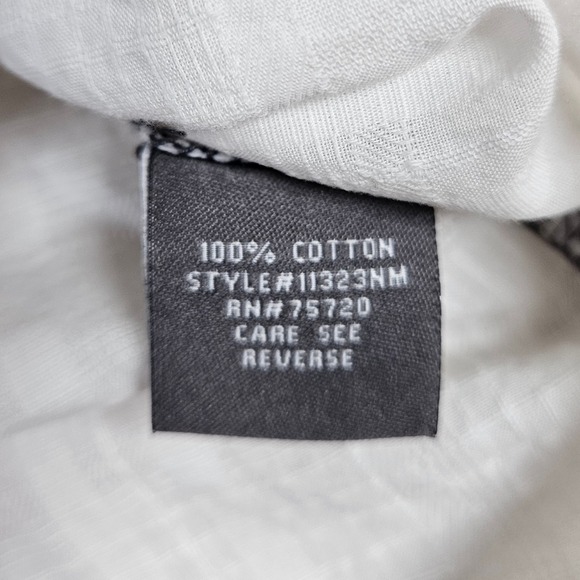 100% COTTON
STYLE#11323NM
RN#75720
CARE SEE
REVERSE